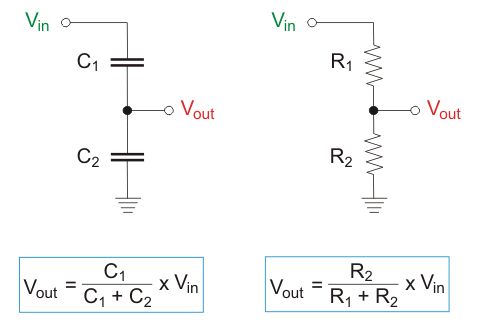 Vin
C1
Vout
C2
Vout = C1 / C1 + C2 x Vin
Vin
R1
Vout
R2
Vout = R2 / R1 + R2 x Vin